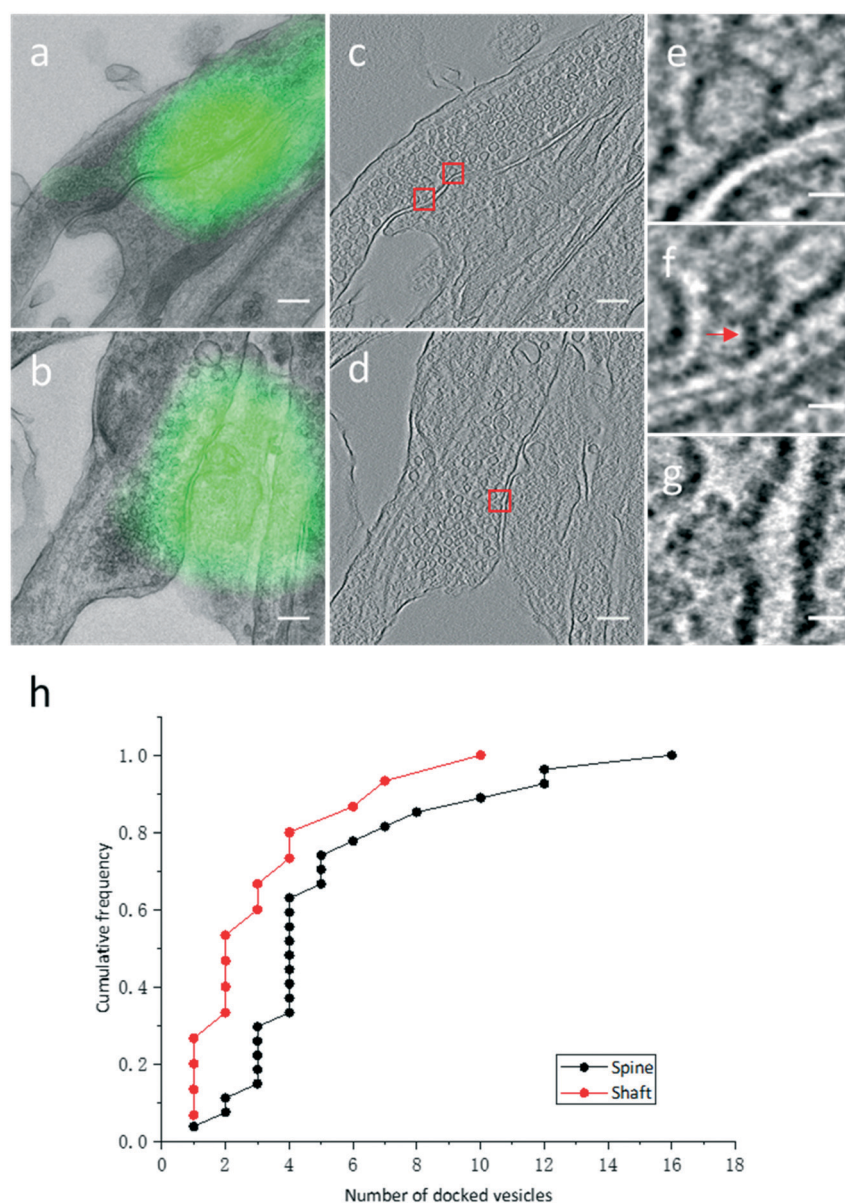 a
c
e
f
b
d
g
h
1.0
0.8
0.6
0.4
0.2
0.0
Cumulative frequency
0 2 4 6 8 10 12 14 16 18
Number of docked vesicles
Spine
Shaft